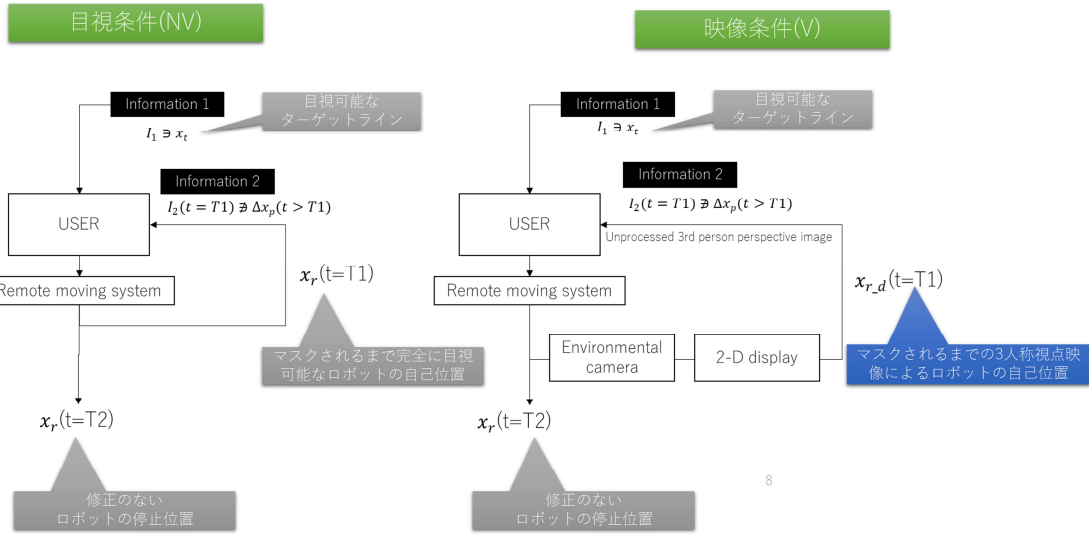 目視条件(NV)
Information 1
I₁ ∋ xₜ
目視可能な
ターゲットライン
Information 2
I₂(t = T1) ∌ Δxₚ(t > T1)
USER
Remote moving system
xᵣ(t=T1)
マスクされるまで完全に目視
可能なロボットの自己位置
xᵣ(t=T2)
修正のない
ロボットの停止位置
映像条件(V)
Information 1
I₁ ∋ xₜ
目視可能な
ターゲットライン
Information 2
I₂(t = T1) ∌ Δxₚ(t > T1)
USER
Unprocessed 3rd person perspective image
Remote moving system
x_{r_d}(t=T1)
Environmental
camera
2-D display
マスクされるまでの3人称視点映
像によるロボットの自己位置
xᵣ(t=T2)
修正のない
ロボットの停止位置
8